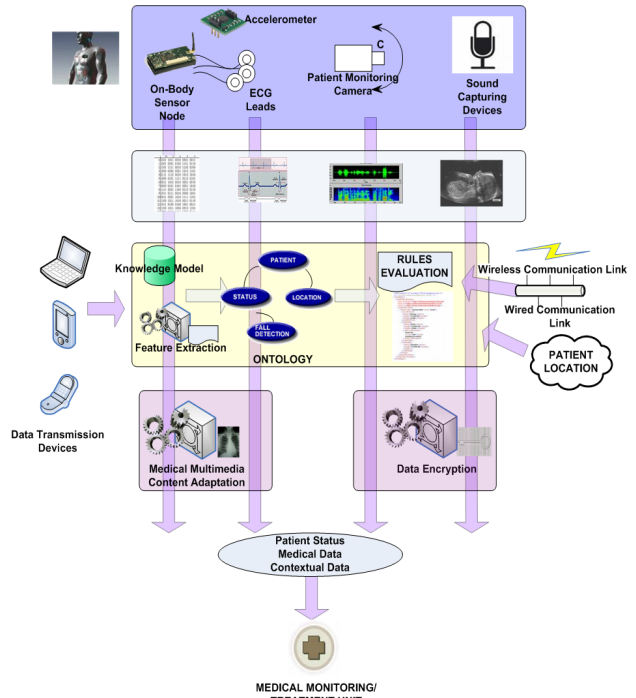 Accelerometer
C
On-Body
Sensor
Node
ECG
Leads
Patient Monitoring
Camera
Sound
Capturing
Devices
Knowledge Model
Feature Extraction
PATIENT
STATUS
LOCATION
FALL
DETECTION
ONTOLOGY
RULES
EVALUATION
Wireless Communication Link
Wired Communication
Link
PATIENT
LOCATION
Data Transmission
Devices
Medical Multimedia
Content Adaptation
Data Encryption
Patient Status
Medical Data
Contextual Data
MEDICAL MONITORING/
TREATMENT UNIT